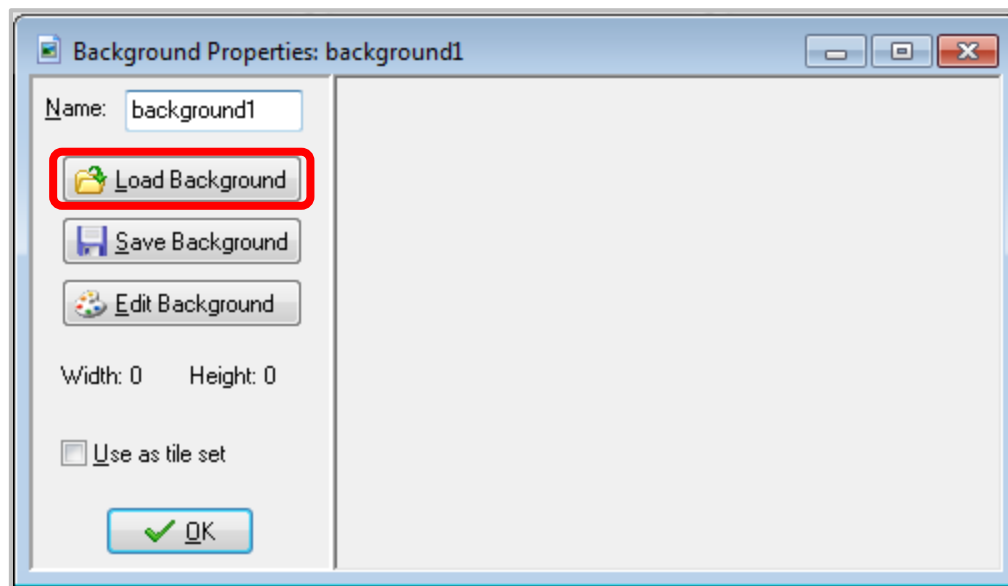 Background Properties: background1
Name: background1
Load Background
Save Background
Edit Background
Width: 0 Height: 0
Use as tile set
OK